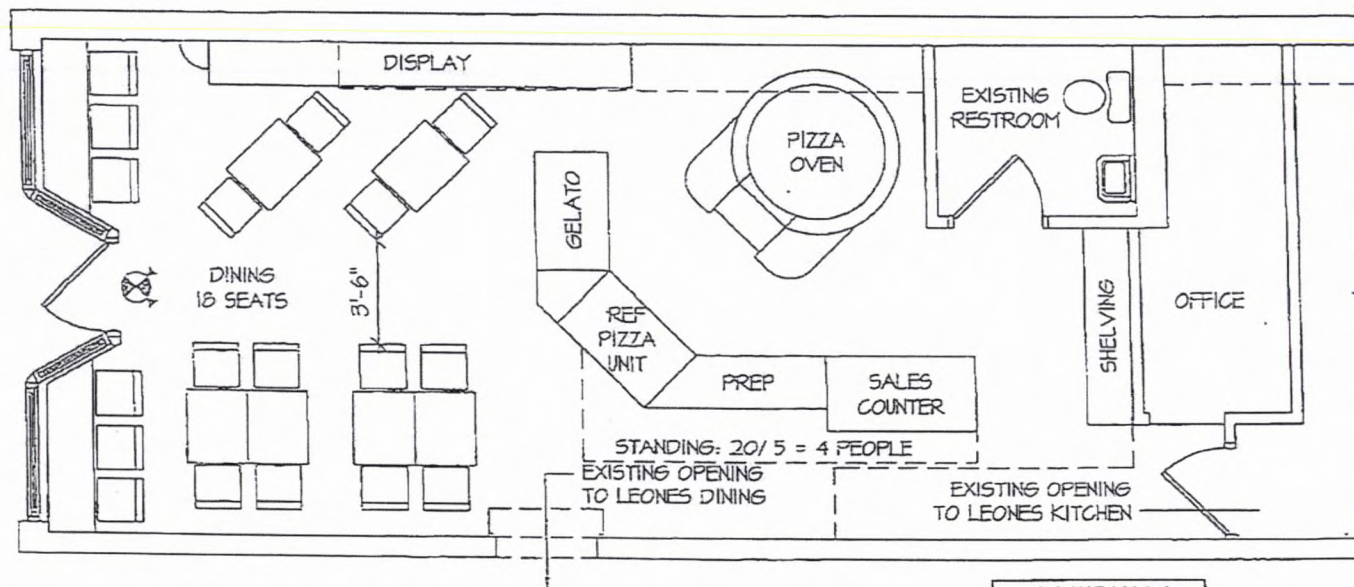 DISPLAY
EXISTING
RESTROOM
PIZZA
OVEN
GELATO
DINING
18 SEATS
3'-6"
REF
PIZZA
UNIT
OFFICE
SHELVING
PREP
SALES
COUNTER
STANDING: 20/5 = 4 PEOPLE
EXISTING OPENING
TO LEONES DINING
EXISTING OPENING
TO LEONES KITCHEN